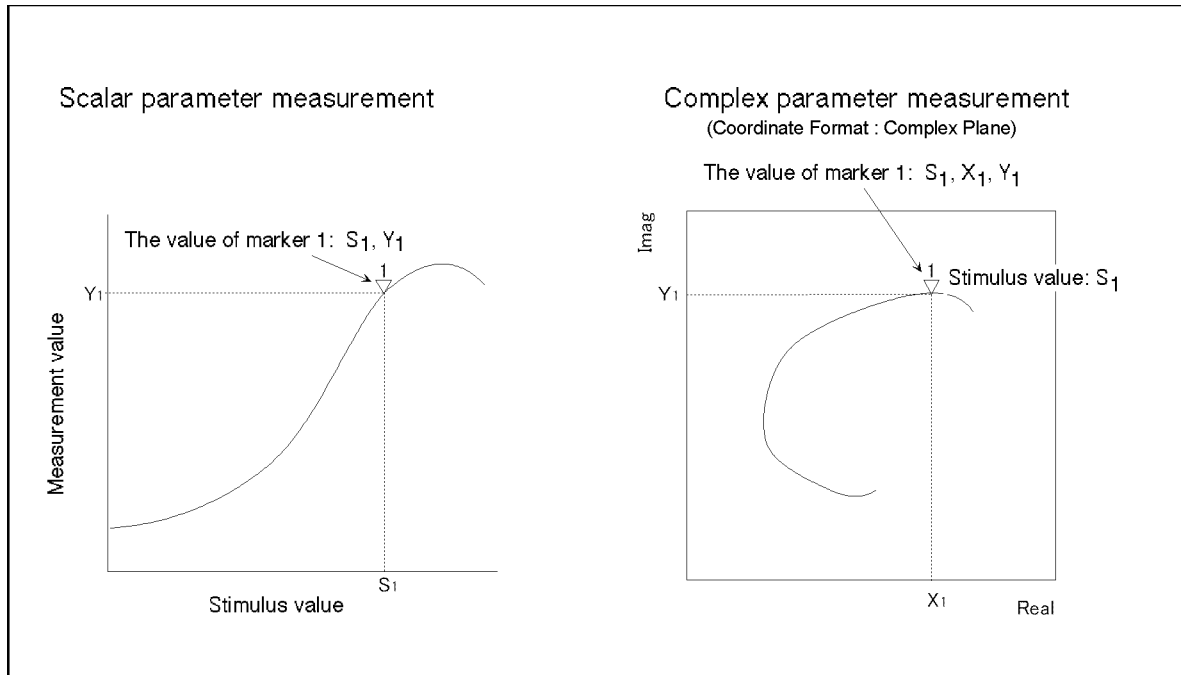 Scalar parameter measurement
The value of marker 1: S1, Y1
1
Y1
Measurement value
S1
Stimulus value
Complex parameter measurement
(Coordinate Format : Complex Plane)
The value of marker 1: S1, X1, Y1
Imag
1
Stimulus value: S1
Y1
X1
Real